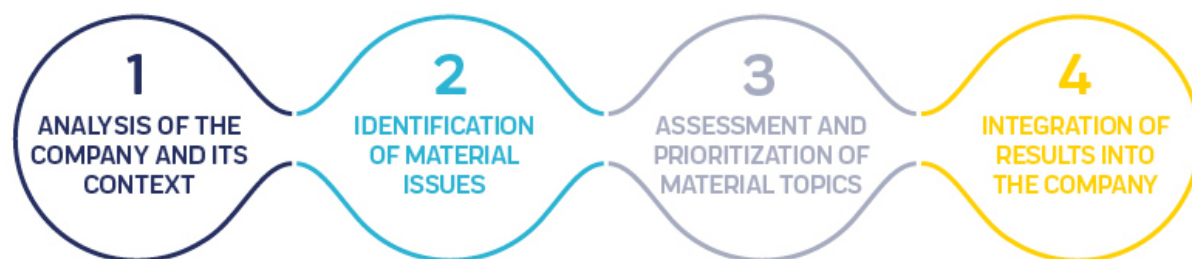 1
ANALYSIS OF THE
COMPANY AND ITS
CONTEXT
2
IDENTIFICATION
OF MATERIAL
ISSUES
3
ASSESSMENT AND
PRIORITIZATION OF
MATERIAL TOPICS
4
INTEGRATION OF
RESULTS INTO
THE COMPANY